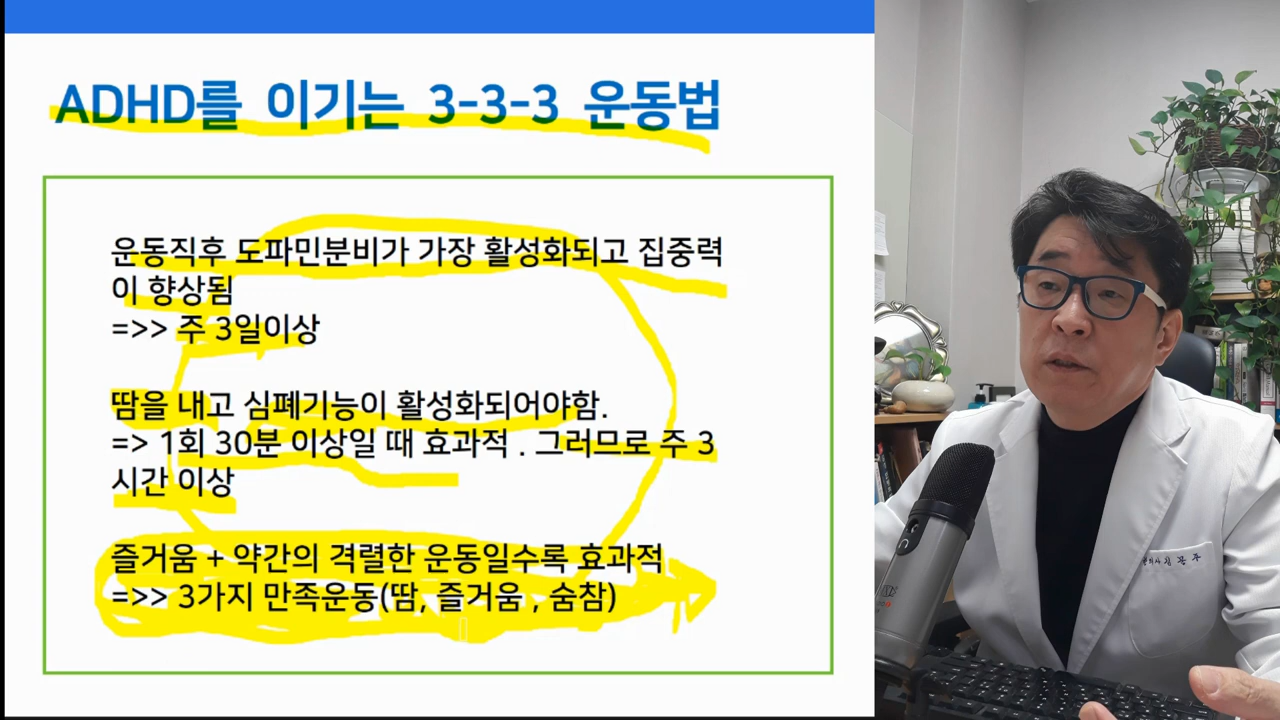 ADHD를 이기는 3-3-3 운동법
운동직후 도파민분비가 가장 활성화되고 집중력
이 향상됨
=>> 주 3일이상
땀을 내고 심폐기능이 활성화되어야함.
=> 1회 30분 이상일 때 효과적 . 그러므로 주 3
시간 이상
즐거움 + 약간의 격렬한 운동일수록 효과적
=>> 3가지 만족운동(땀, 즐거움 , 숨참)